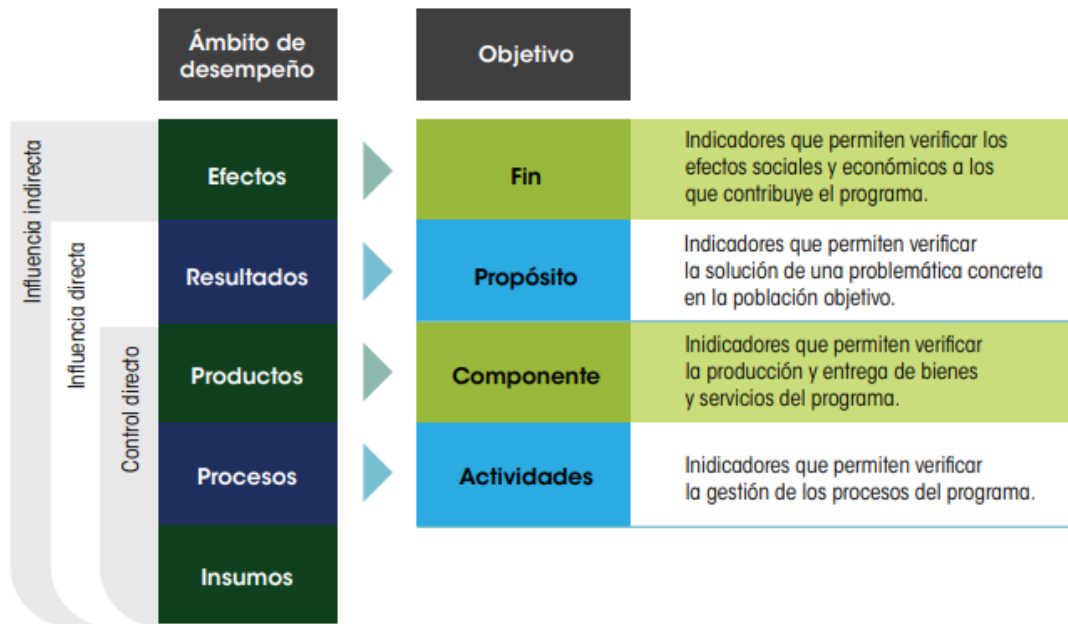 Ámbito de
desempeño
Objetivo
Influencia indirecta
Influencia directa
Control directo
Efectos
Fin
Indicadores que permiten verificar los
efectos sociales y económicos a los
que contribuye el programa.
Resultados
Propósito
Indicadores que permiten verificar
la solución de una problemática concreta
en la población objetivo.
Productos
Componente
Inidicadores que permiten verificar
la producción y entrega de bienes
y servicios del programa.
Procesos
Actividades
Inidicadores que permiten verificar
la gestión de los procesos del programa.
Insumos